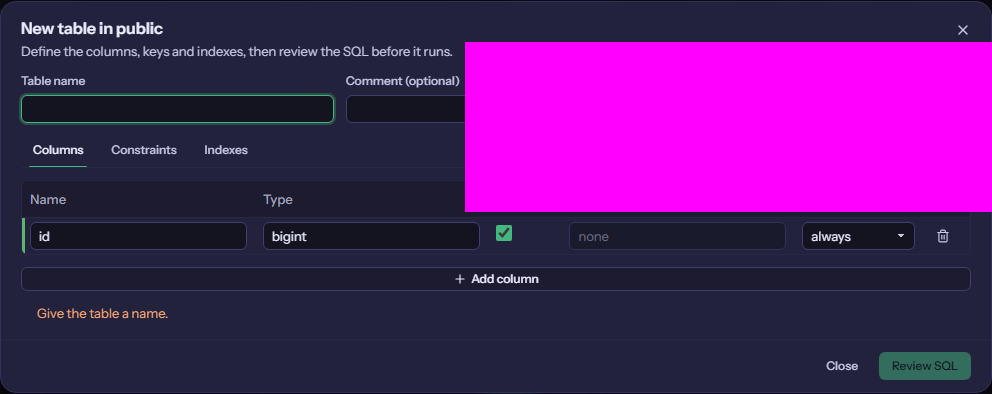 New table in public
Define the columns, keys and indexes, then review the SQL before it runs.
Table name Comment (optional)
Columns Constraints Indexes
Name Type
id bigint none always
Add column
Give the table a name.
Close Review SQL